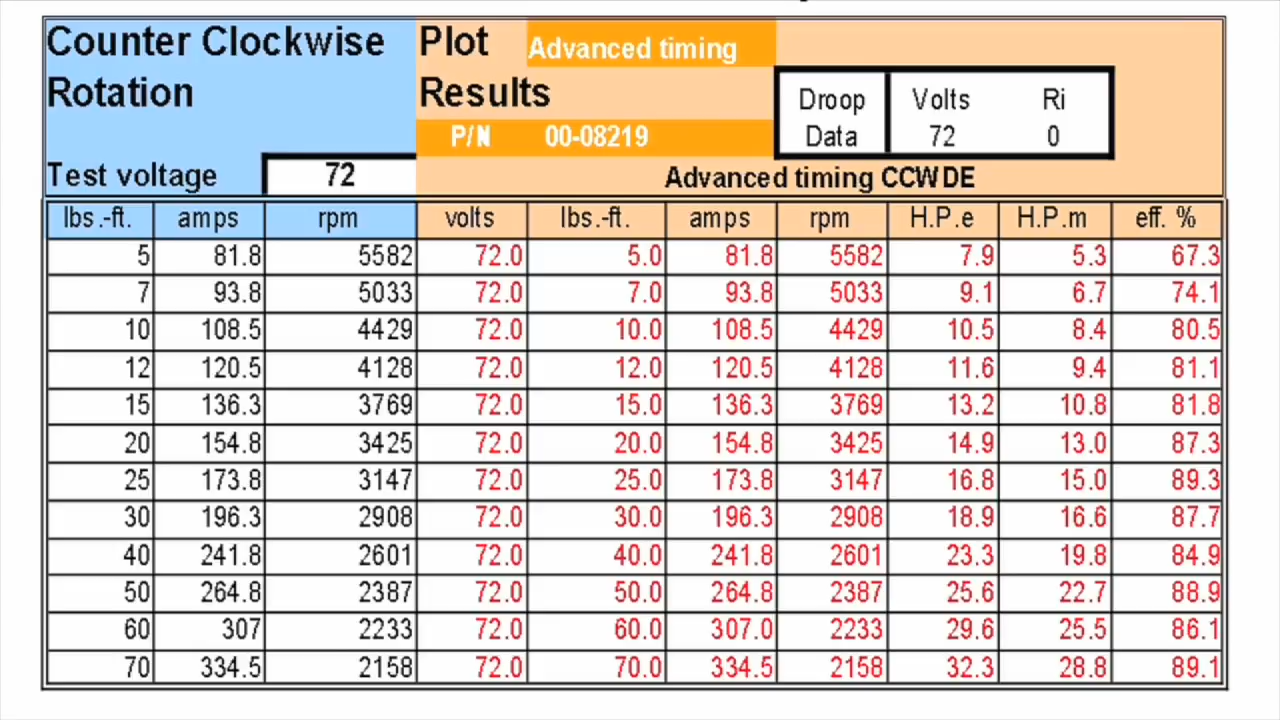 Counter Clockwise Plot Advanced timing
Rotation Results Droop Volts Ri
P/N 00-08219 Data 72 0
Test voltage 72 Advanced timing CCWDE
lbs.-ft. amps rpm volts lbs.-ft. amps rpm H.P.e H.P.m eff. %
5 81.8 5582 72.0 5.0 81.8 5582 7.9 5.3 67.3
7 93.8 5033 72.0 7.0 93.8 5033 9.1 6.7 74.1
10 108.5 4429 72.0 10.0 108.5 4429 10.5 8.4 80.5
12 120.5 4128 72.0 12.0 120.5 4128 11.6 9.4 81.1
15 136.3 3769 72.0 15.0 136.3 3769 13.2 10.8 81.8
20 154.8 3425 72.0 20.0 154.8 3425 14.9 13.0 87.3
25 173.8 3147 72.0 25.0 173.8 3147 16.8 15.0 89.3
30 196.3 2908 72.0 30.0 196.3 2908 18.9 16.6 87.7
40 241.8 2601 72.0 40.0 241.8 2601 23.3 19.8 84.9
50 264.8 2387 72.0 50.0 264.8 2387 25.6 22.7 88.9
60 307 2233 72.0 60.0 307.0 2233 29.6 25.5 86.1
70 334.5 2158 72.0 70.0 334.5 2158 32.3 28.8 89.1